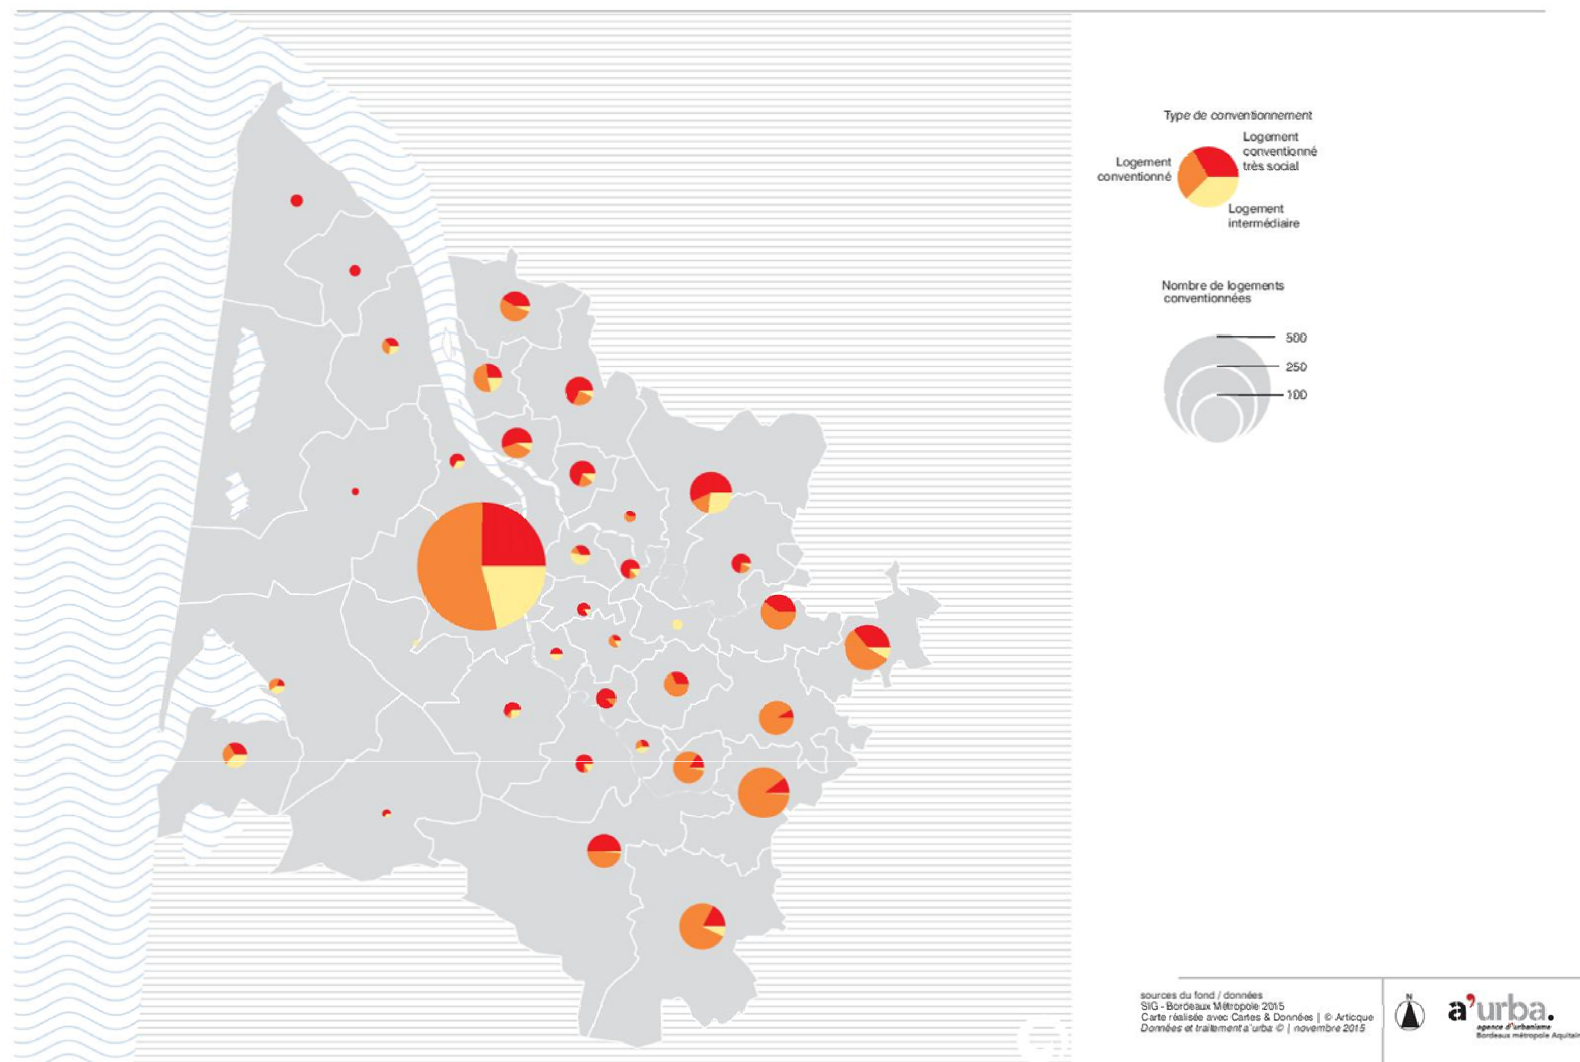 Type de conventionnement
Logement
conventionné
très social
Logement
conventionné
Logement
intermédiaire
Nombre de logements
conventionnées
500
250
100
sources du fond / données
SIG - Bordeaux Métropole 2015
Carte réalisée avec Cartes & Données | © Articque
Données et traitement a'urba © | novembre 2015
N
a'urba.
agence d'urbanisme
Bordeaux métropole Aquitain